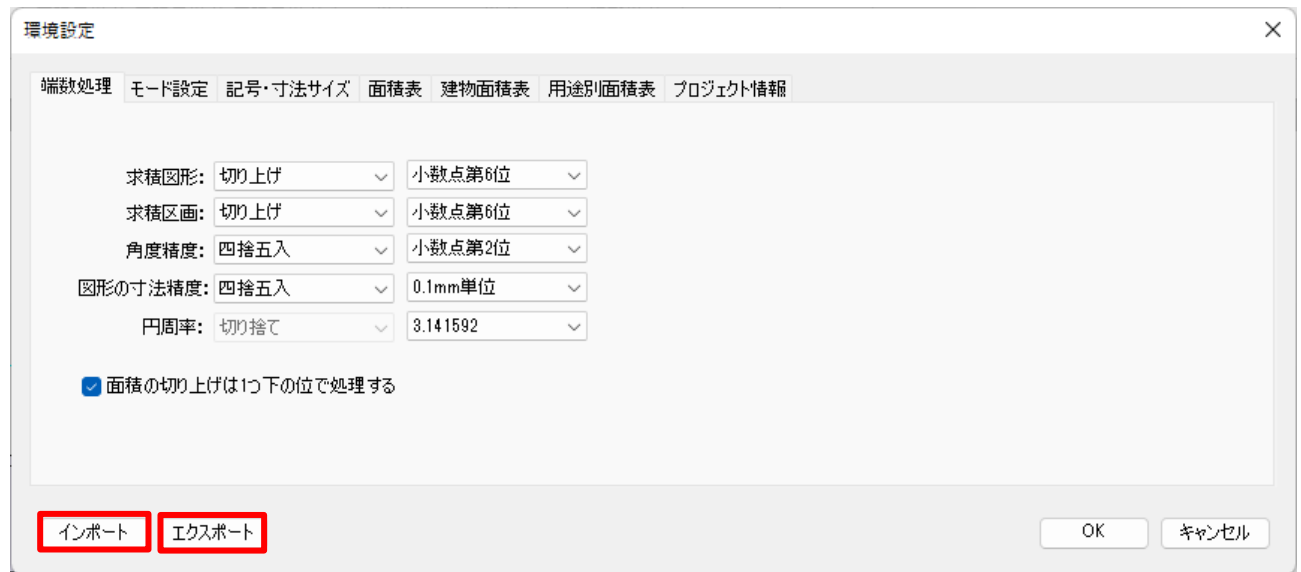 環境設定
端数処理 モード設定 記号・寸法サイズ 面積表 建物面積表 用途別面積表 プロジェクト情報
求積図形: 切り上げ 小数点第6位
求積区画: 切り上げ 小数点第6位
角度精度: 四捨五入 小数点第2位
図形の寸法精度: 四捨五入 0.1mm単位
円周率: 切り捨て 3.141592
面積の切り上げは1つ下の位で処理する
インポート エクスポート OK キャンセル